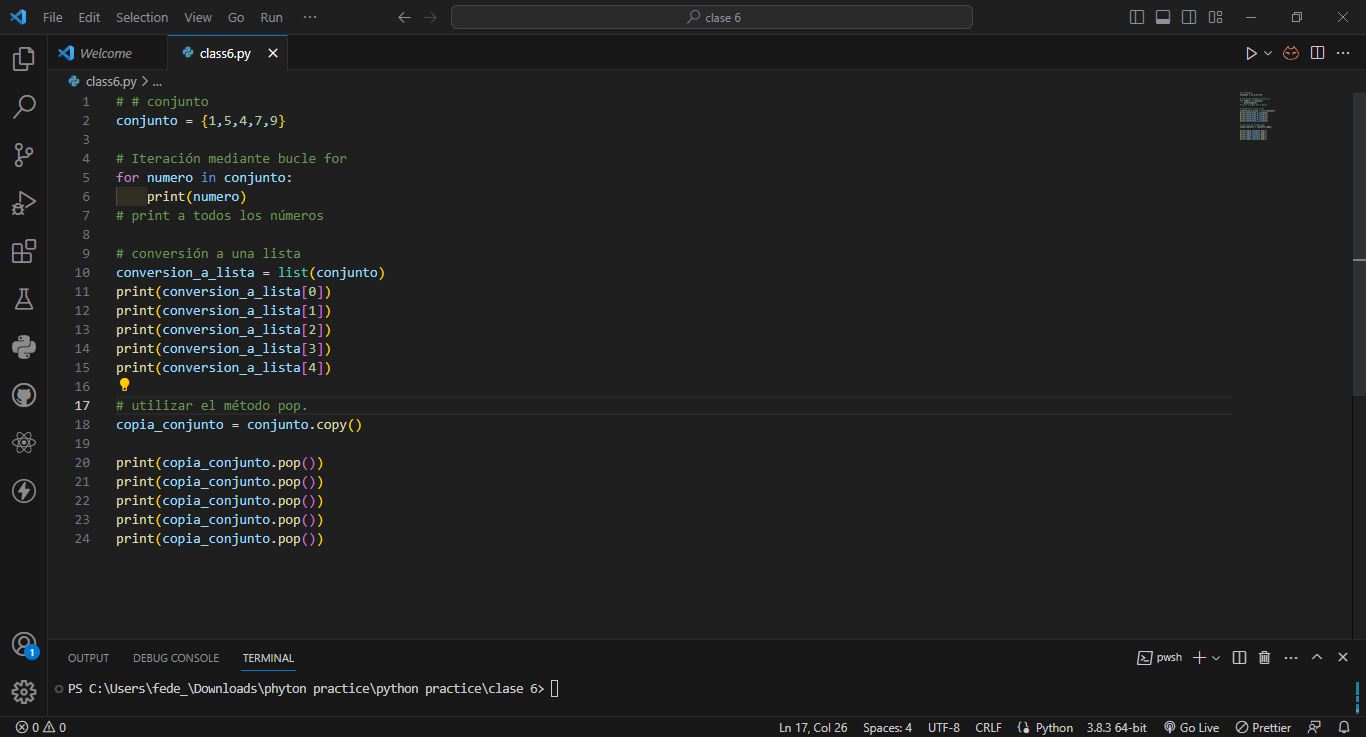 File Edit Selection View Go Run ... clase 6
Welcome class6.py
class6.py > ...
1 # # conjunto
2 conjunto = {1,5,4,7,9}
3
4 # Iteración mediante bucle for
5 for numero in conjunto:
6     print(numero)
7 # print a todos los números
8
9 # conversión a una lista
10 conversion_a_lista = list(conjunto)
11 print(conversion_a_lista[0])
12 print(conversion_a_lista[1])
13 print(conversion_a_lista[2])
14 print(conversion_a_lista[3])
15 print(conversion_a_lista[4])
16
17 # utilizar el método pop.
18 copia_conjunto = conjunto.copy()
19
20 print(copia_conjunto.pop())
21 print(copia_conjunto.pop())
22 print(copia_conjunto.pop())
23 print(copia_conjunto.pop())
24 print(copia_conjunto.pop())
OUTPUT DEBUG CONSOLE TERMINAL pwsh
1
PS C:\Users\fede_\Downloads\phyton practice\python practice\clase 6>
0 0 Ln 17, Col 26 Spaces: 4 UTF-8 CRLF Python 3.8.3 64-bit Go Live Prettier